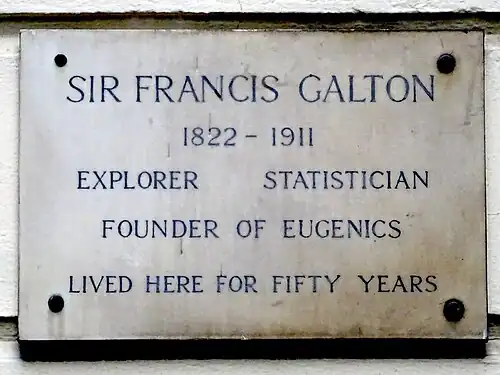 SIR FRANCIS GALTON
1822 - 1911
EXPLORER STATISTICIAN
FOUNDER OF EUGENICS
LIVED HERE FOR FIFTY YEARS